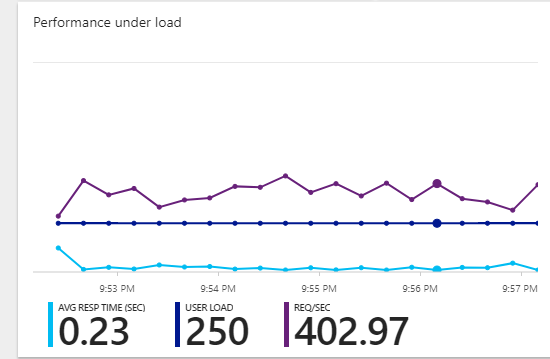 Performance under load
9:53 PM 9:54 PM 9:55 PM 9:56 PM 9:57 PM
AVG RESP TIME (SEC) USER LOAD REQ/SEC
0.23 250 402.97